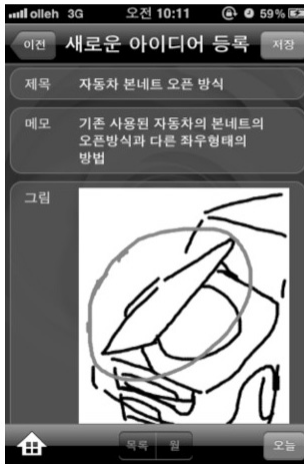 olleh 3G 오전 10:11 59%
이전 새로운 아이디어 등록 저장
제목 자동차 본네트 오픈 방식
메모 기존 사용된 자동차의 본네트의
오픈방식과 다른 좌우형태의
방법
그림
목록 월 오늘